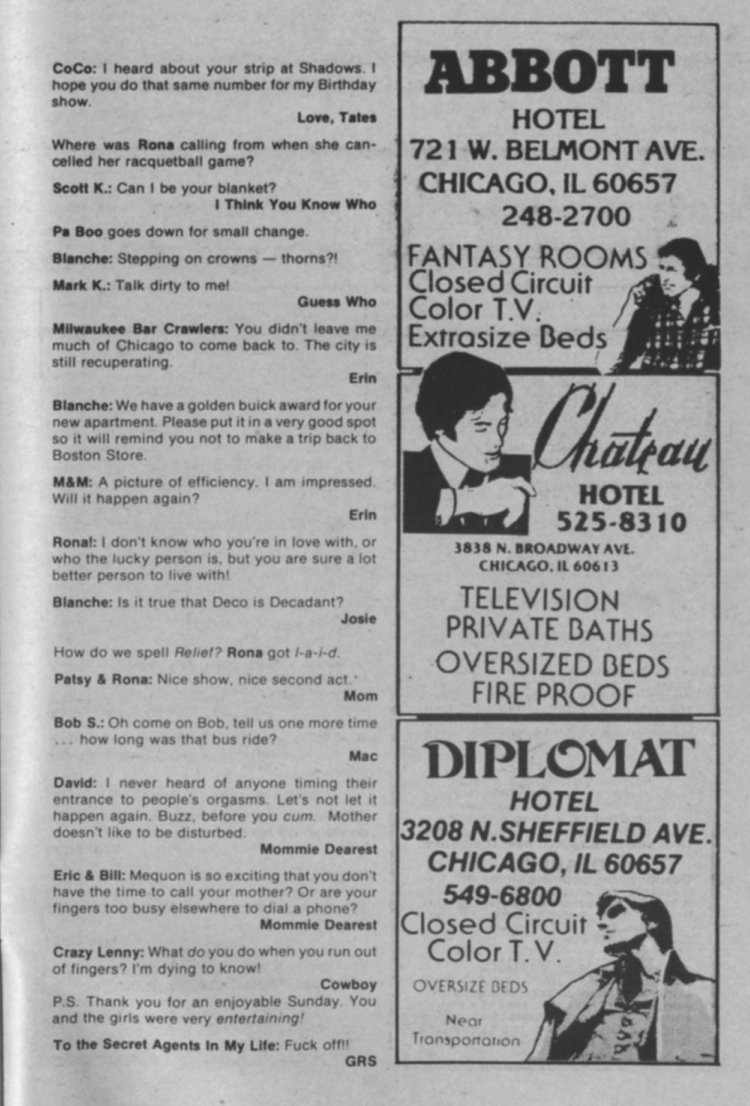 CoCo: I heard about your strip at Shadows. I
hope you do that same number for my Birthday
show.
Love, Tates
Where was Rona calling from when she can-
celled her racquetball game?
Scott K.: Can I be your blanket?
I Think You Know Who
Pa Boo goes down for small change.
Blanche: Stepping on crowns — thorns?!
Mark K.: Talk dirty to me!
Guess Who
Milwaukee Bar Crawlers: You didn't leave me
much of Chicago to come back to. The city is
still recuperating.
Erin
Blanche: We have a golden buick award for your
new apartment. Please put it in a very good spot
so it will remind you not to make a trip back to
Boston Store.
M&M: A picture of efficiency. I am impressed.
Will it happen again?
Erin
Rona!: I don't know who you're in love with, or
who the lucky person is, but you are sure a lot
better person to live with!
Blanche: Is it true that Deco is Decadant?
Josie
How do we spell Relief? Rona got l-a-i-d.
Patsy & Rona: Nice show, nice second act.
Mom
Bob S.: Oh come on Bob, tell us one more time
... how long was that bus ride?
Mac
David: I never heard of anyone timing their
entrance to people's orgasms. Let's not let it
happen again. Buzz, before you cum. Mother
doesn't like to be disturbed.
Mommie Dearest
Eric & Bill: Mequon is so exciting that you don't
have the time to call your mother? Or are your
fingers too busy elsewhere to dial a phone?
Mommie Dearest
Crazy Lenny: What do you do when you run out
of fingers? I'm dying to know!
Cowboy
P.S. Thank you for an enjoyable Sunday. You
and the girls were very entertaining!
To the Secret Agents In My Life: Fuck off!!
GRS
ABBOTT
HOTEL
721 W. BELMONT AVE.
CHICAGO, IL 60657
248-2700
FANTASY ROOMS
Closed Circuit
Color T.V.
Extrasize Beds
Chateau
HOTEL
525-8310
3838 N. BROADWAY AVE.
CHICAGO, IL 60613
TELEVISION
PRIVATE BATHS
OVERSIZED BEDS
FIRE PROOF
DIPLOMAT
HOTEL
3208 N. SHEFFIELD AVE.
CHICAGO, IL 60657
549-6800
Closed Circuit
Color T.V.
OVERSIZE BEDS
Near
Transportation